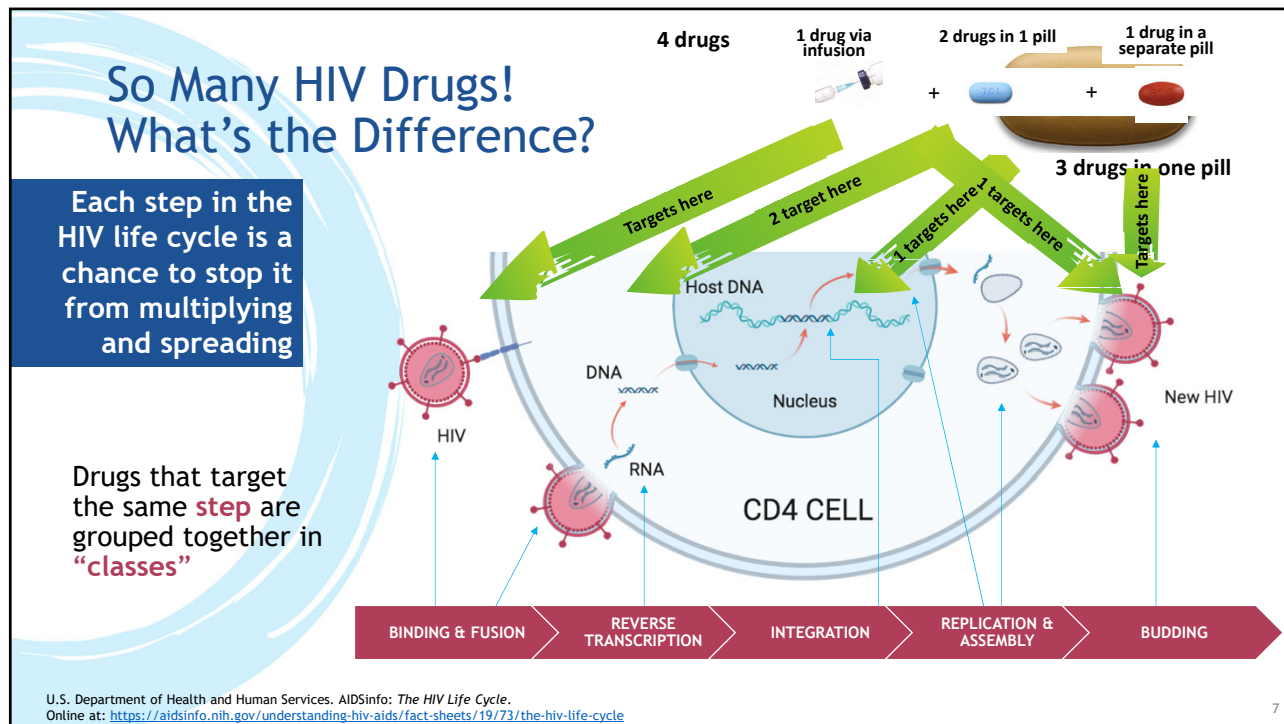 So Many HIV Drugs!
What's the Difference?
4 drugs
1 drug via
infusion
2 drugs in 1 pill
1 drug in a
separate pill
+
+
3 drugs in one pill
Each step in the
HIV life cycle is a
chance to stop it
from multiplying
and spreading
Targets here
2 target here
1 targets here
1 targets here
Targets here
Host DNA
DNA
Nucleus
HIV
RNA
New HIV
CD4 CELL
Drugs that target
the same step are
grouped together in
“classes”
BINDING & FUSION
REVERSE
TRANSCRIPTION
INTEGRATION
REPLICATION &
ASSEMBLY
BUDDING
U.S. Department of Health and Human Services. AIDSinfo: The HIV Life Cycle.
Online at: https://aidsinfo.nih.gov/understanding-hiv-aids/fact-sheets/19/73/the-hiv-life-cycle
7